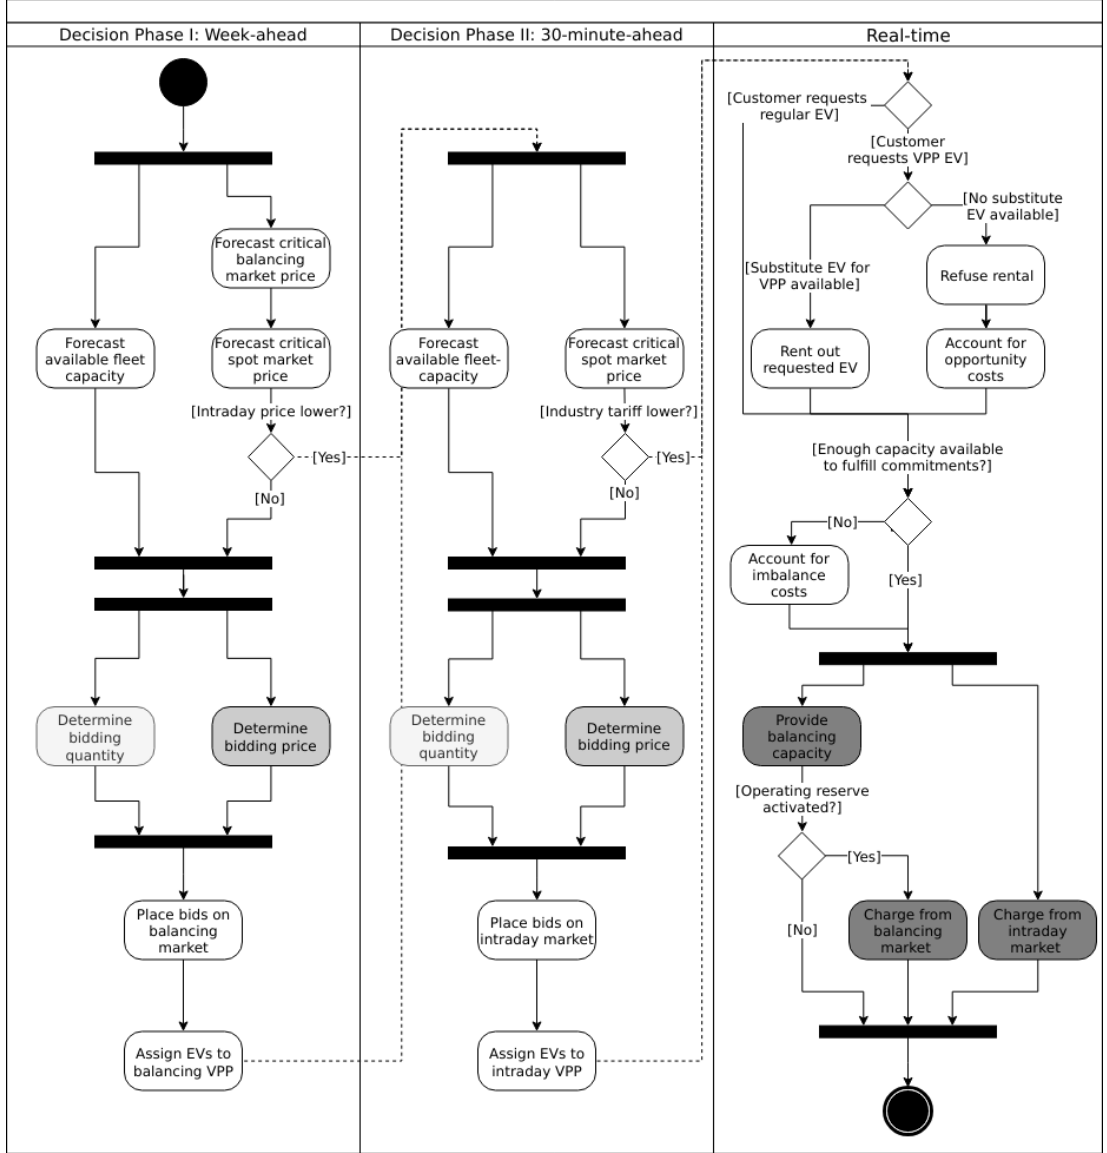 Decision Phase I: Week-ahead
Forecast critical
balancing
market price
Forecast
available fleet
capacity
Forecast critical
spot market
price
[Intraday price lower?]
[Yes]
[No]
Determine
bidding
quantity
Determine
bidding price
Place bids on
balancing
market
Assign EVs to
balancing VPP
Decision Phase II: 30-minute-ahead
Forecast
available fleet-
capacity
Forecast critical
spot market
price
[Industry tariff lower?]
[Yes]
[No]
Determine
bidding
quantity
Determine
bidding price
Place bids on
intraday market
Assign EVs to
intraday VPP
Real-time
[Customer requests
regular EV]
[Customer
requests VPP EV]
[No substitute
EV available]
[Substitute EV for
VPP available]
Refuse rental
Rent out
requested EV
Account for
opportunity
costs
[Enough capacity available
to fulfill commitments?]
[No]
Account for
imbalance
costs
[Yes]
Provide
balancing
capacity
[Operating reserve
activated?]
[Yes]
[No]
Charge from
balancing
market
Charge from
intraday
market